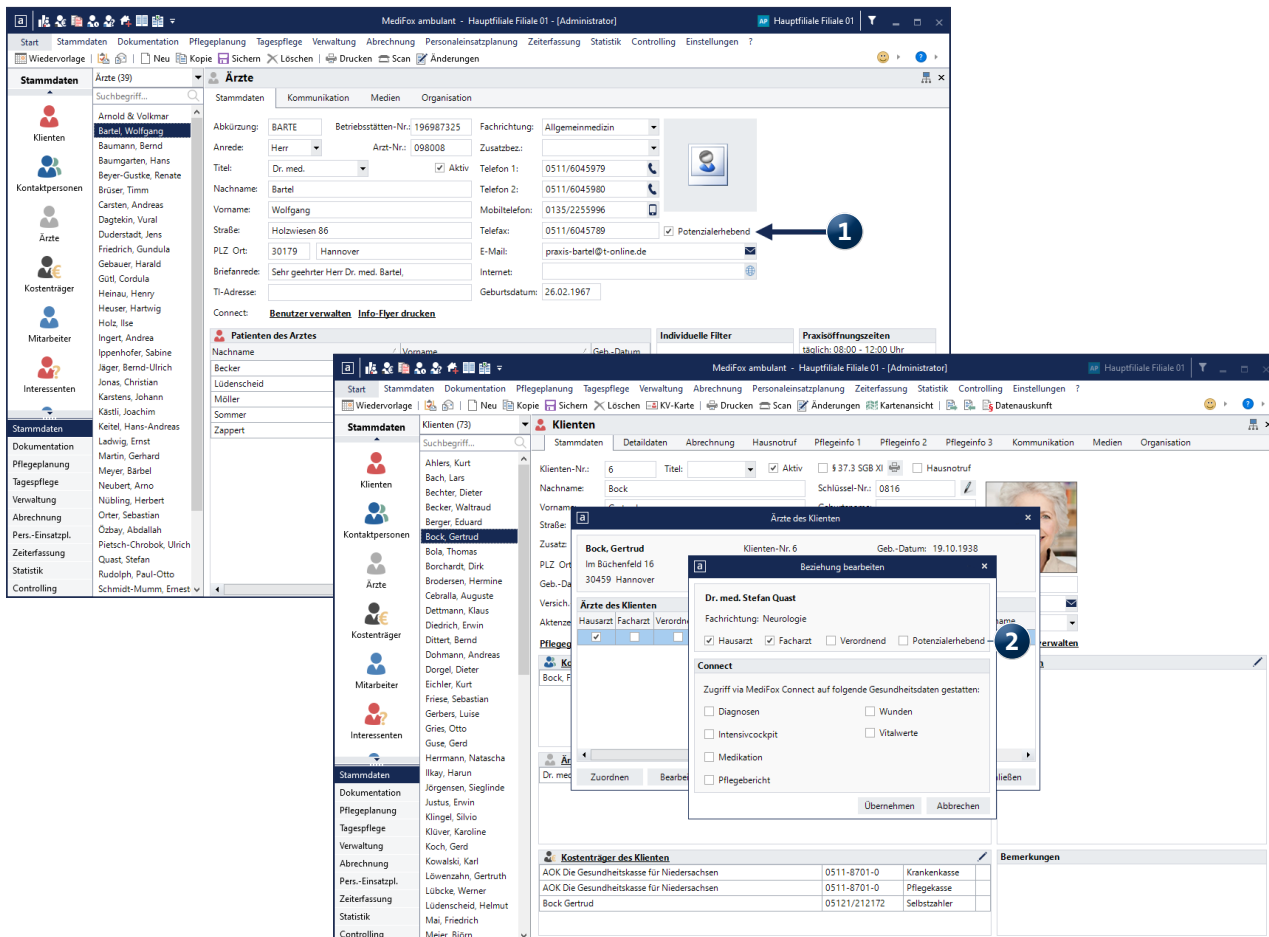 a MediFox ambulant - Hauptfiliale Filiale 01 - [Administrator] AP Hauptfiliale Filiale 01
Start Stammdaten Dokumentation Pflegeplanung Tagespflege Verwaltung Abrechnung Personaleinsatzplanung Zeiterfassung Statistik Controlling Einstellungen ?
Wiedervorlage Neu Kopie Sichern Löschen Drucken Scan Änderungen
Stammdaten
Klienten
Kontaktpersonen
Ärzte
Kostenträger
Mitarbeiter
Interessenten
Stammdaten
Dokumentation
Pflegeplanung
Tagespflege
Verwaltung
Abrechnung
Pers.-Einsatzpl.
Zeiterfassung
Statistik
Controlling
Ärzte (39)
Suchbegriff...
Arnold & Volkmar
Bartel, Wolfgang
Baumann, Bernd
Baumgarten, Hans
Beyer-Gustke, Renate
Brüser, Timm
Carsten, Andreas
Dagtekin, Vural
Duderstadt, Jens
Friedrich, Gundula
Gebauer, Harald
Gütl, Cordula
Heinau, Henry
Heuser, Hartwig
Holz, Ilse
Ingert, Andrea
Ippenhofer, Sabine
Jäger, Bernd-Ulrich
Jonas, Christian
Karstens, Johann
Kästli, Joachim
Keitel, Hans-Andreas
Ladwig, Ernst
Martin, Gerhard
Meyer, Bärbel
Neubert, Arno
Nübling, Herbert
Orter, Sebastian
Özbay, Abdallah
Pietsch-Chrobok, Ulrich
Quast, Stefan
Rudolph, Paul-Otto
Schmidt-Mumm, Ernest
Ärzte
Stammdaten Kommunikation Medien Organisation
Abkürzung: BARTE Betriebsstätten-Nr.: 196987325 Fachrichtung: Allgemeinmedizin
Anrede: Herr Arzt-Nr.: 098008 Zusatzbez.:
Titel: Dr. med. Aktiv Telefon 1: 0511/6045979
Nachname: Bartel Telefon 2: 0511/6045980
Vorname: Wolfgang Mobiltelefon: 0135/2255996
Straße: Holzwiesen 86 Telefax: 0511/6045789 Potenzialerhebend 1
PLZ Ort: 30179 Hannover E-Mail: praxis-bartel@t-online.de
Briefanrede: Sehr geehrter Herr Dr. med. Bartel, Internet:
TI-Adresse: Geburtsdatum: 26.02.1967
Connect: Benutzer verwalten Info-Flyer drucken
Patienten des Arztes Individuelle Filter Praxisöffnungszeiten
Nachname Vorname Geb.-Datum täglich: 08:00 - 12:00 Uhr
Becker
Lüdenscheid
Möller
Sommer
Zappert
a MediFox ambulant - Hauptfiliale Filiale 01 - [Administrator] AP Hauptfiliale Filiale 01
Start Stammdaten Dokumentation Pflegeplanung Tagespflege Verwaltung Abrechnung Personaleinsatzplanung Zeiterfassung Statistik Controlling Einstellungen ?
Wiedervorlage Neu Kopie Sichern Löschen KV-Karte Drucken Scan Änderungen Kartenansicht Datenauskunft
Stammdaten
Klienten
Kontaktpersonen
Ärzte
Kostenträger
Mitarbeiter
Interessenten
Stammdaten
Dokumentation
Pflegeplanung
Tagespflege
Verwaltung
Abrechnung
Pers.-Einsatzpl.
Zeiterfassung
Statistik
Controlling
Klienten (73)
Suchbegriff...
Ahlers, Kurt
Bach, Lars
Bechter, Dieter
Becker, Waltraud
Berger, Eduard
Bock, Gertrud
Bola, Thomas
Borchardt, Dirk
Brodersen, Hermine
Cebralla, Auguste
Dettmann, Klaus
Diedrich, Erwin
Dittert, Bernd
Dohmann, Andreas
Dorgel, Dieter
Eichler, Kurt
Friese, Sebastian
Gerbers, Luise
Gries, Otto
Guse, Gerd
Herrmann, Natascha
Ilkay, Harun
Jörgensen, Sieglinde
Justus, Erwin
Klingel, Silvio
Klüver, Karoline
Koch, Gerd
Kowalski, Karl
Löwenzahn, Gertruth
Lübcke, Werner
Lüdenscheid, Helmut
Mai, Friedrich
Meier, Björn
Klienten
Stammdaten Detaildaten Abrechnung Hausnotruf Pflegeinfo 1 Pflegeinfo 2 Pflegeinfo 3 Kommunikation Medien Organisation
Klienten-Nr.: 6 Titel: Aktiv § 37.3 SGB XI Hausnotruf
Nachname: Bock Schlüssel-Nr.: 0816
Vorname:
Straße:
Zusatz:
PLZ Ort
Geb.-Da
Versich.
Aktenze
Pflegeg
Bock, F
Dr. med
erwalten
a Ärzte des Klienten
Bock, Gertrud Klienten-Nr. 6 Geb.-Datum: 19.10.1938
Im Büchenfeld 16
30459 Hannover
Ärzte des Klienten
Hausarzt Facharzt Verordn name
Zuordnen Bearbei ließen
a Beziehung bearbeiten
Dr. med. Stefan Quast
Fachrichtung: Neurologie
Hausarzt Facharzt Verordnend Potenzialerhebend 2
Connect
Zugriff via MediFox Connect auf folgende Gesundheitsdaten gestatten:
Diagnosen Wunden
Intensivcockpit Vitalwerte
Medikation
Pflegebericht
Übernehmen Abbrechen
Kostenträger des Klienten Bemerkungen
AOK Die Gesundheitskasse für Niedersachsen 0511-8701-0 Krankenkasse
AOK Die Gesundheitskasse für Niedersachsen 0511-8701-0 Pflegekasse
Bock Gertrud 05121/212172 Selbstzahler